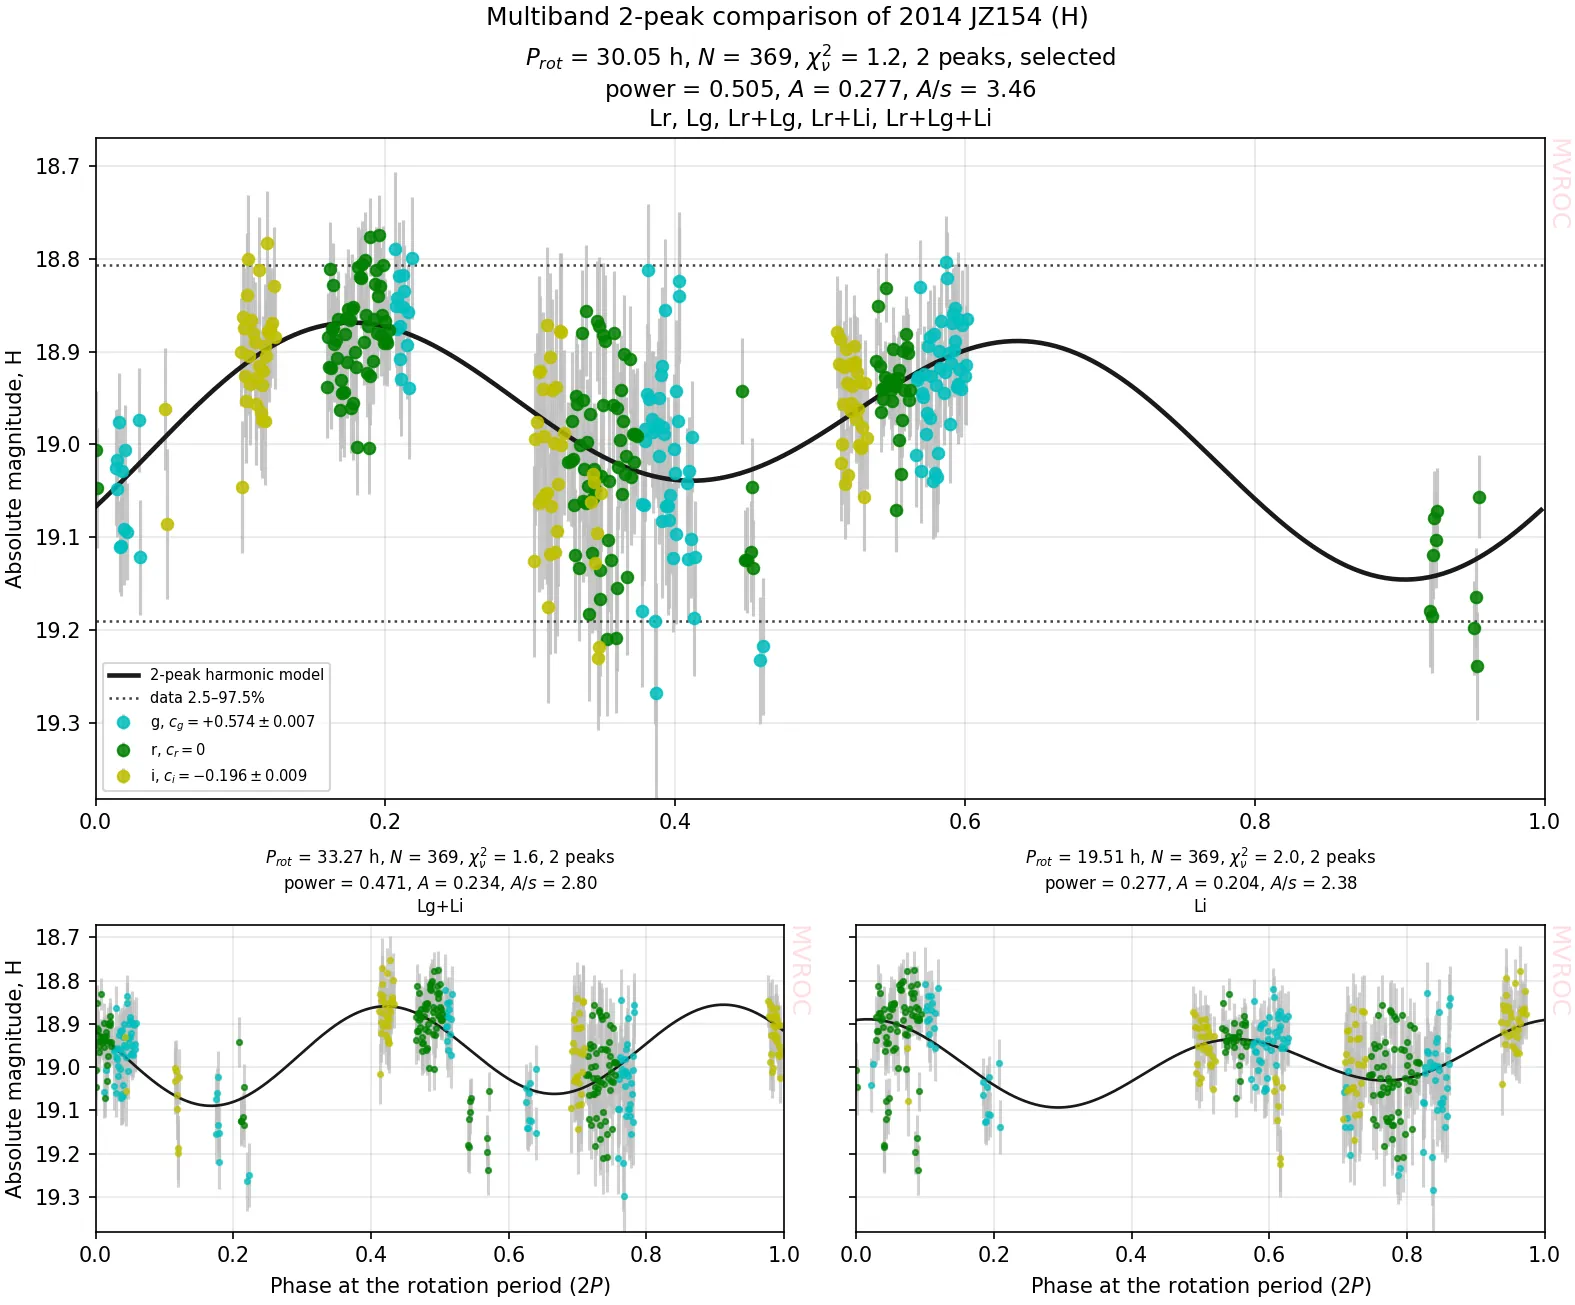 Multiband 2-peak comparison of 2014 JZ154 (H)
P_rot = 30.05 h, N = 369, χ²_ν = 1.2, 2 peaks, selected
power = 0.505, A = 0.277, A/s = 3.46
Lr, Lg, Lr+Lg, Lr+Li, Lr+Lg+Li
MVROC
Absolute magnitude, H
18.7
18.8
18.9
19.0
19.1
19.2
19.3
2-peak harmonic model
data 2.5–97.5%
g, c_g = +0.574 ± 0.007
r, c_r = 0
i, c_i = −0.196 ± 0.009
0.0 0.2 0.4 0.6 0.8 1.0
P_rot = 33.27 h, N = 369, χ²_ν = 1.6, 2 peaks
power = 0.471, A = 0.234, A/s = 2.80
Lg+Li
MVROC
Absolute magnitude, H
18.7
18.8
18.9
19.0
19.1
19.2
19.3
0.0 0.2 0.4 0.6 0.8 1.0
Phase at the rotation period (2P)
P_rot = 19.51 h, N = 369, χ²_ν = 2.0, 2 peaks
power = 0.277, A = 0.204, A/s = 2.38
Li
MVROC
0.0 0.2 0.4 0.6 0.8 1.0
Phase at the rotation period (2P)